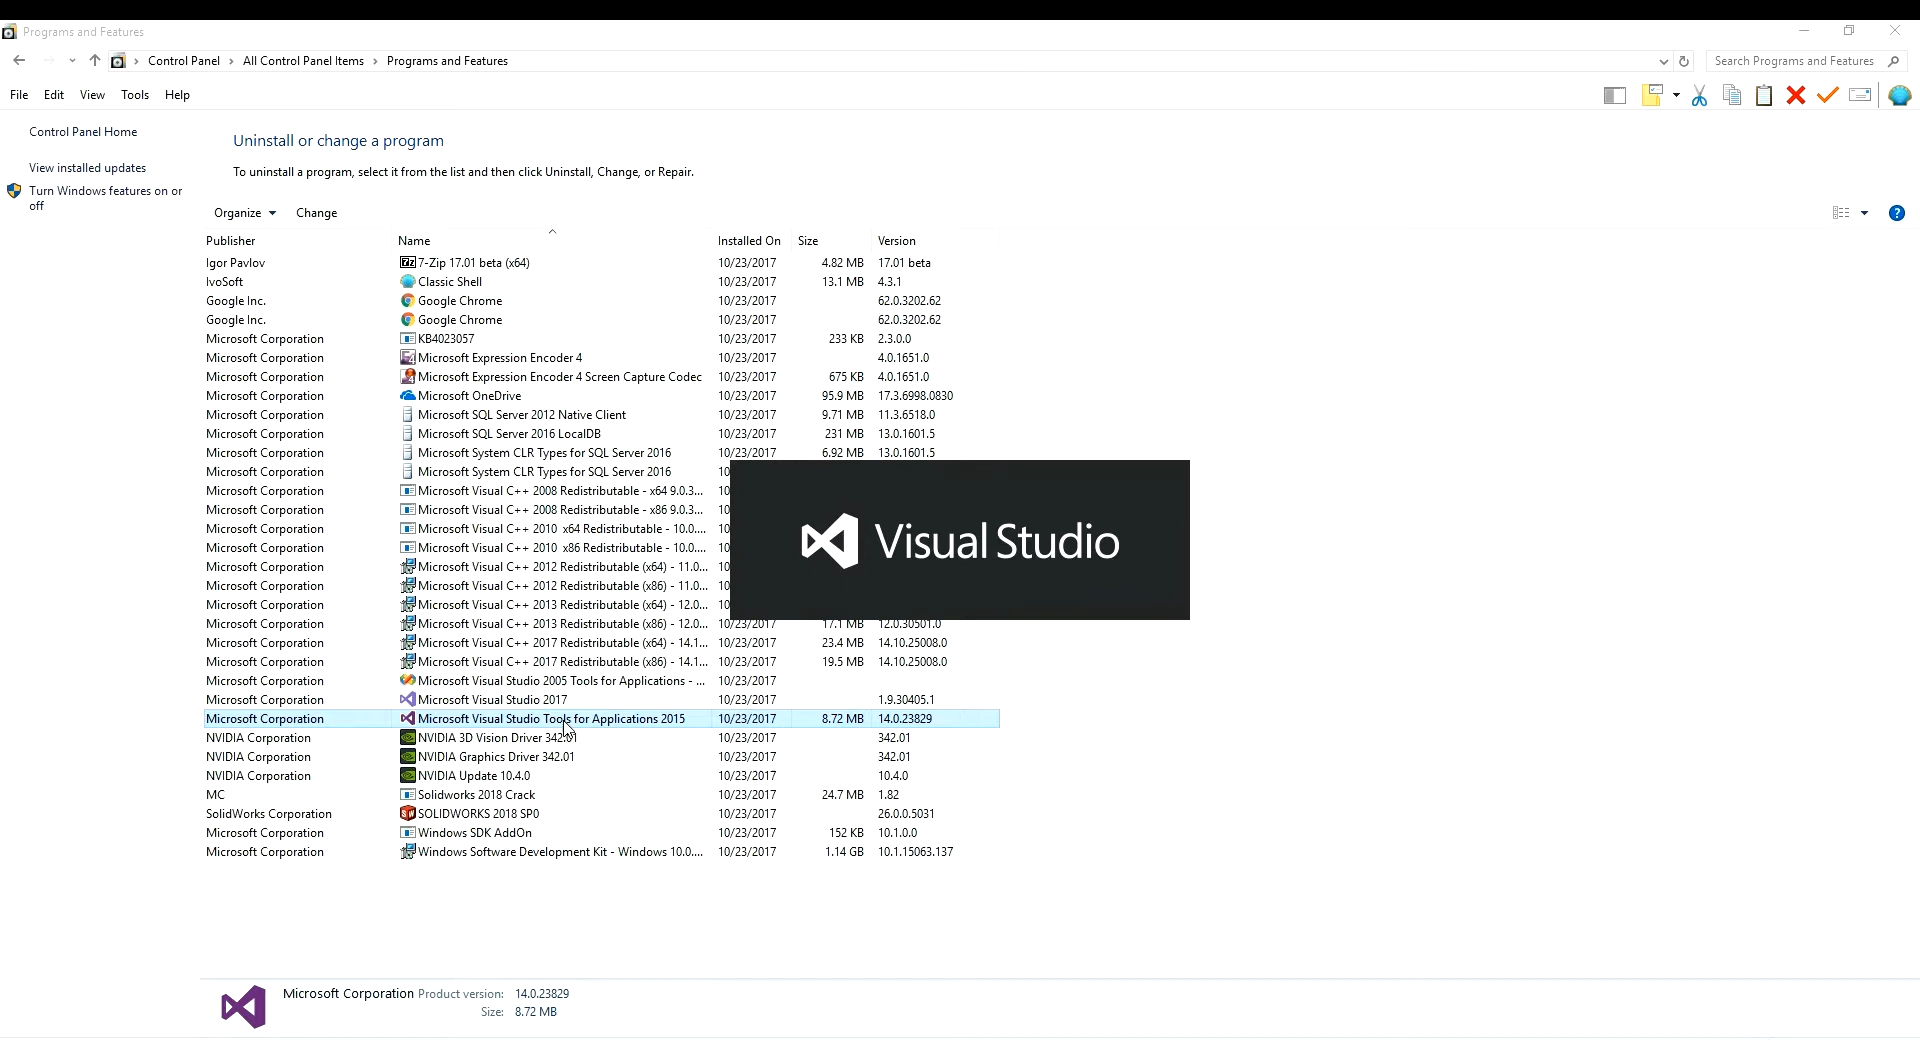 Programs and Features
Control Panel › All Control Panel Items › Programs and Features
Search Programs and Features
File Edit View Tools Help
Control Panel Home
View installed updates
Turn Windows features on or
off
Uninstall or change a program
To uninstall a program, select it from the list and then click Uninstall, Change, or Repair.
Organize Change
Publisher Name Installed On Size Version
Igor Pavlov 7-Zip 17.01 beta (x64) 10/23/2017 4.82 MB 17.01 beta
IvoSoft Classic Shell 10/23/2017 13.1 MB 4.3.1
Google Inc. Google Chrome 10/23/2017 62.0.3202.62
Google Inc. Google Chrome 10/23/2017 62.0.3202.62
Microsoft Corporation KB4023057 10/23/2017 233 KB 2.3.0.0
Microsoft Corporation Microsoft Expression Encoder 4 10/23/2017 4.0.1651.0
Microsoft Corporation Microsoft Expression Encoder 4 Screen Capture Codec 10/23/2017 675 KB 4.0.1651.0
Microsoft Corporation Microsoft OneDrive 10/23/2017 95.9 MB 17.3.6998.0830
Microsoft Corporation Microsoft SQL Server 2012 Native Client 10/23/2017 9.71 MB 11.3.6518.0
Microsoft Corporation Microsoft SQL Server 2016 LocalDB 10/23/2017 231 MB 13.0.1601.5
Microsoft Corporation Microsoft System CLR Types for SQL Server 2016 10/23/2017 6.92 MB 13.0.1601.5
Microsoft Corporation Microsoft System CLR Types for SQL Server 2016 10
Microsoft Corporation Microsoft Visual C++ 2008 Redistributable - x64 9.0.3... 10
Microsoft Corporation Microsoft Visual C++ 2008 Redistributable - x86 9.0.3... 10
Microsoft Corporation Microsoft Visual C++ 2010 x64 Redistributable - 10.0.... 10
Visual Studio
Microsoft Corporation Microsoft Visual C++ 2010 x86 Redistributable - 10.0.... 10
Microsoft Corporation Microsoft Visual C++ 2012 Redistributable (x64) - 11.0... 10
Microsoft Corporation Microsoft Visual C++ 2012 Redistributable (x86) - 11.0... 10
Microsoft Corporation Microsoft Visual C++ 2013 Redistributable (x64) - 12.0... 10
Microsoft Corporation Microsoft Visual C++ 2013 Redistributable (x86) - 12.0... 10/23/2017 17.1 MB 12.0.30501.0
Microsoft Corporation Microsoft Visual C++ 2017 Redistributable (x64) - 14.1... 10/23/2017 23.4 MB 14.10.25008.0
Microsoft Corporation Microsoft Visual C++ 2017 Redistributable (x86) - 14.1... 10/23/2017 19.5 MB 14.10.25008.0
Microsoft Corporation Microsoft Visual Studio 2005 Tools for Applications - ... 10/23/2017
Microsoft Corporation Microsoft Visual Studio 2017 10/23/2017 1.9.30405.1
Microsoft Corporation Microsoft Visual Studio Tools for Applications 2015 10/23/2017 8.72 MB 14.0.23829
NVIDIA Corporation NVIDIA 3D Vision Driver 342.01 10/23/2017 342.01
NVIDIA Corporation NVIDIA Graphics Driver 342.01 10/23/2017 342.01
NVIDIA Corporation NVIDIA Update 10.4.0 10/23/2017 10.4.0
MC Solidworks 2018 Crack 10/23/2017 24.7 MB 1.82
SolidWorks Corporation SOLIDWORKS 2018 SP0 10/23/2017 26.0.0.5031
Microsoft Corporation Windows SDK AddOn 10/23/2017 152 KB 10.1.0.0
Microsoft Corporation Windows Software Development Kit - Windows 10.0.... 10/23/2017 1.14 GB 10.1.15063.137
Microsoft Corporation Product version: 14.0.23829
Size: 8.72 MB